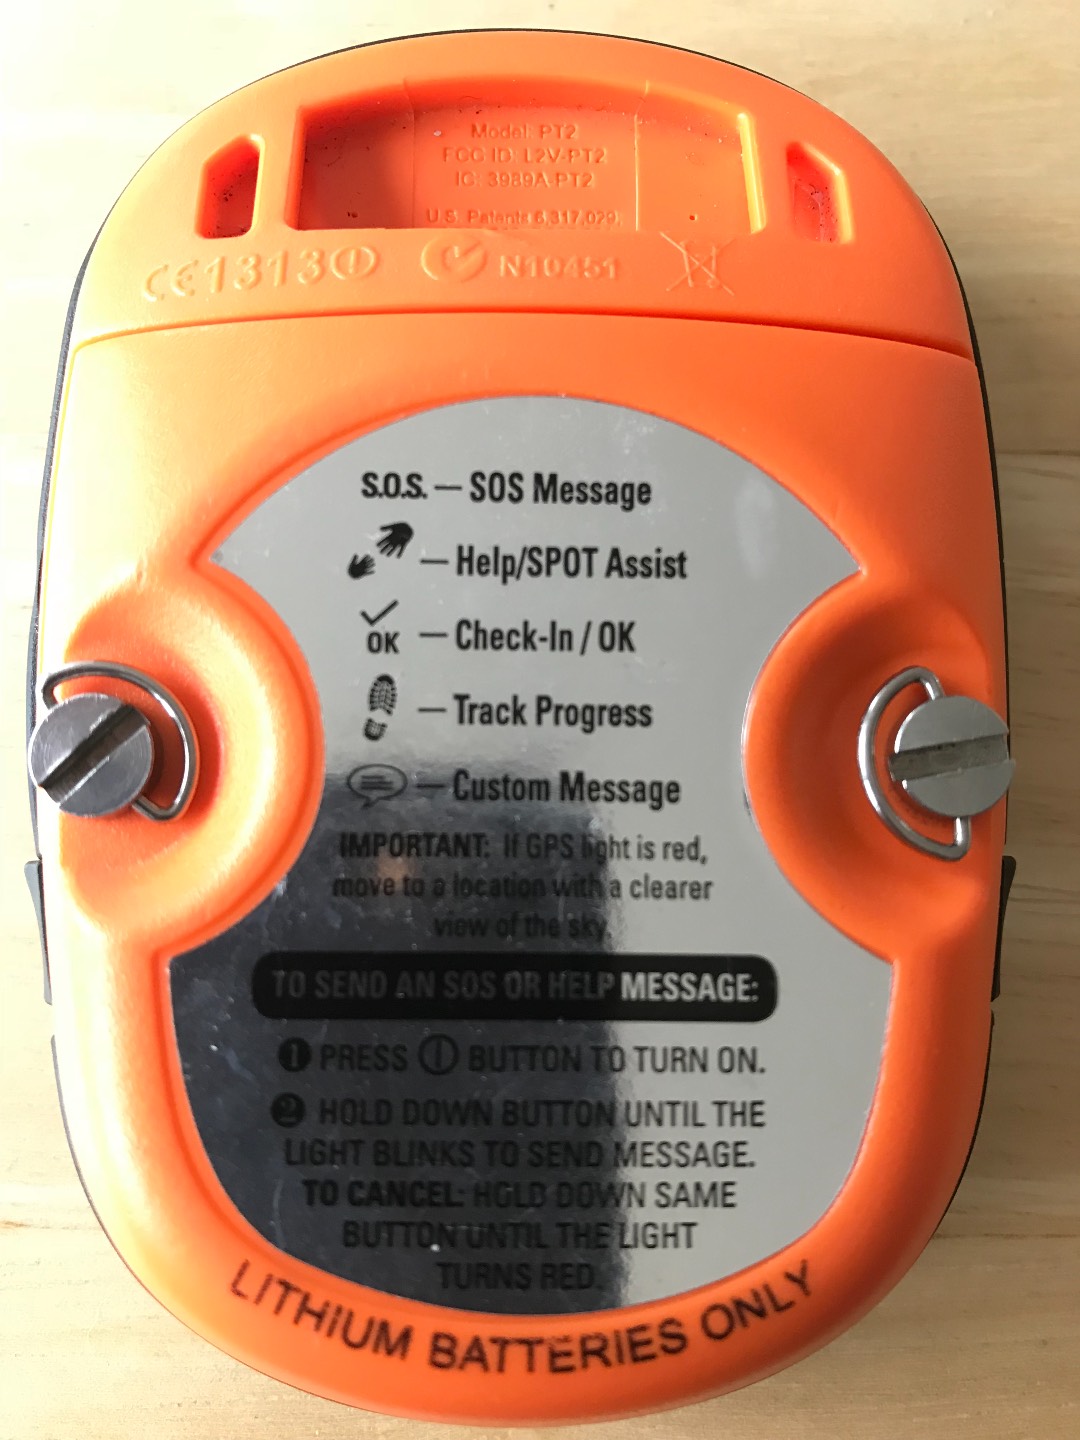 Model: PT2
FCC ID: L2V-PT2
IC: 3989A-PT2
U.S. Patents 6,317,029,
CE1313
N10451
S.O.S. — SOS Message
— Help/SPOT Assist
OK — Check-In / OK
— Track Progress
— Custom Message
IMPORTANT: If GPS light is red,
move to a location with a clearer
view of the sky.
TO SEND AN SOS OR HELP MESSAGE:
1 PRESS BUTTON TO TURN ON.
2 HOLD DOWN BUTTON UNTIL THE
LIGHT BLINKS TO SEND MESSAGE.
TO CANCEL: HOLD DOWN SAME
BUTTON UNTIL THE LIGHT
TURNS RED.
LITHIUM BATTERIES ONLY